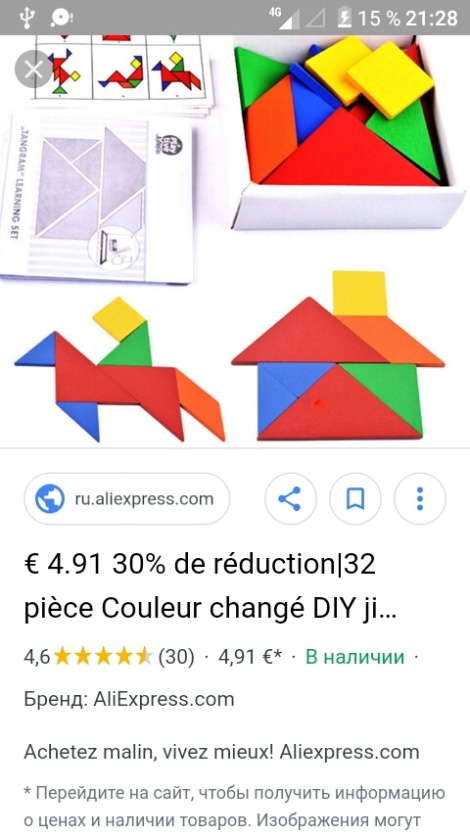 4G
15 % 21:28
„TANGRAM" LEARNING SET
ru.aliexpress.com
€ 4.91 30% de réduction|32
pièce Couleur changé DIY ji...
4,6 (30) · 4,91 €* · В наличии ·
Бренд: AliExpress.com
Achetez malin, vivez mieux! Aliexpress.com
* Перейдите на сайт, чтобы получить информацию
о ценах и наличии товаров. Изображения могут